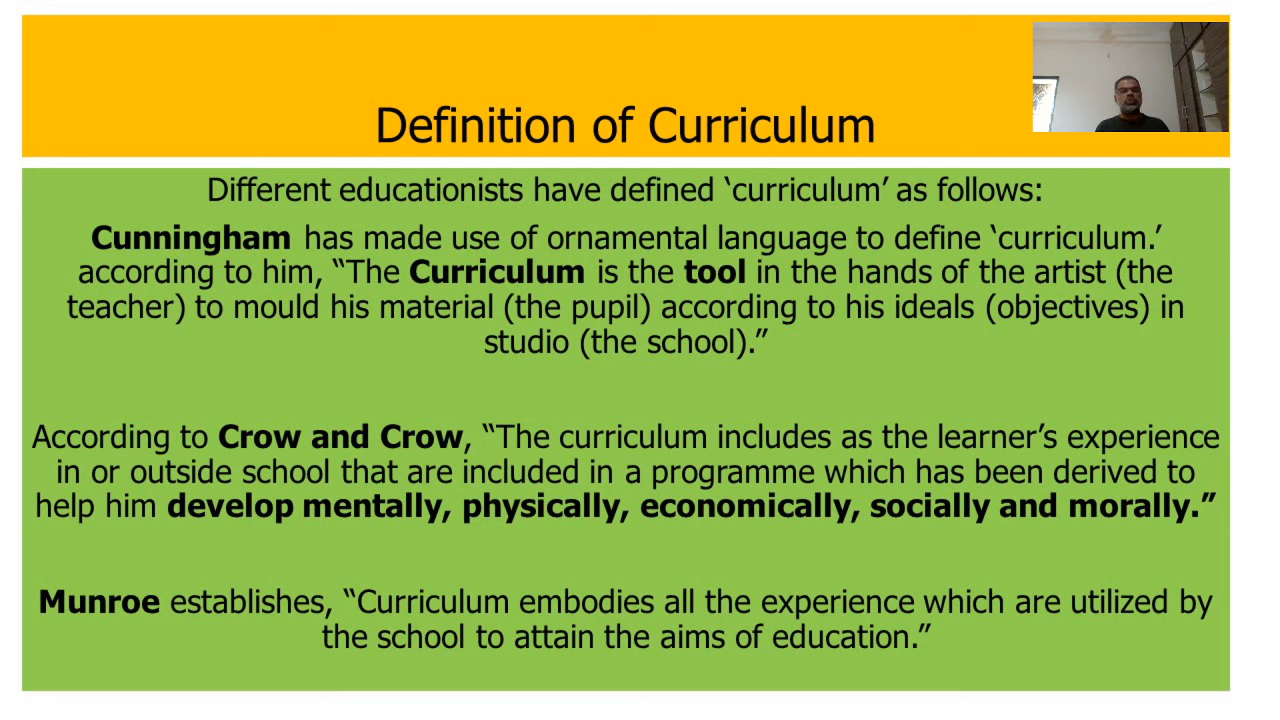 Definition of Curriculum
Different educationists have defined ‘curriculum’ as follows:
Cunningham has made use of ornamental language to define ‘curriculum.’
according to him, “The Curriculum is the tool in the hands of the artist (the
teacher) to mould his material (the pupil) according to his ideals (objectives) in
studio (the school).”
According to Crow and Crow, “The curriculum includes as the learner’s experience
in or outside school that are included in a programme which has been derived to
help him develop mentally, physically, economically, socially and morally.”
Munroe establishes, “Curriculum embodies all the experience which are utilized by
the school to attain the aims of education.”